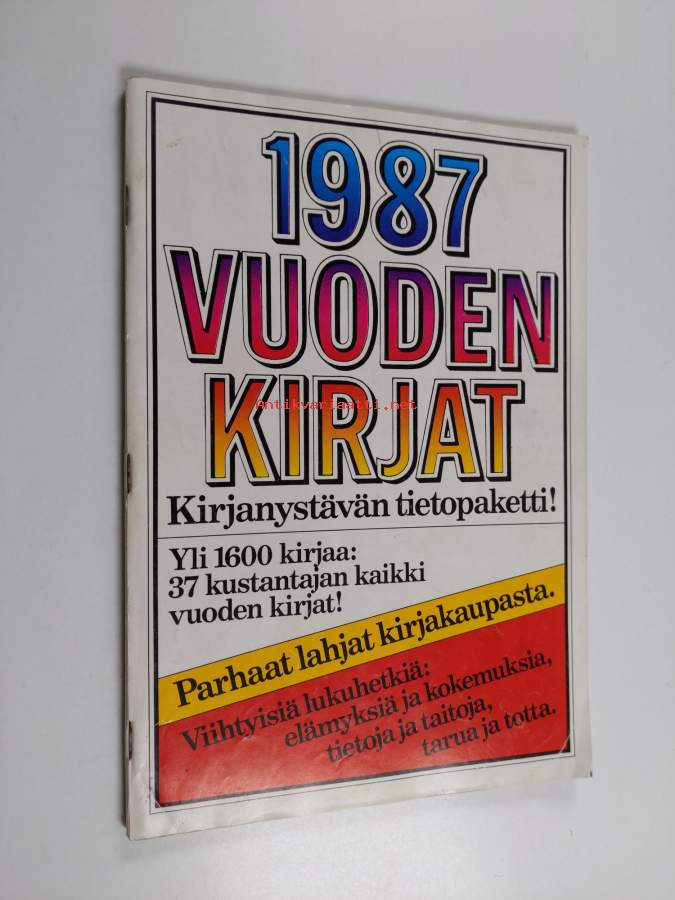 1987
VUODEN
KIRJAT
Antikvariaatti.net
Kirjanystävän tietopaketti!
Yli 1600 kirjaa:
37 kustantajan kaikki
vuoden kirjat!
Parhaat lahjat kirjakaupasta.
Viihtyisiä lukuhetkiä:
elämyksiä ja kokemuksia,
tietoja ja taitoja,
tarua ja totta.